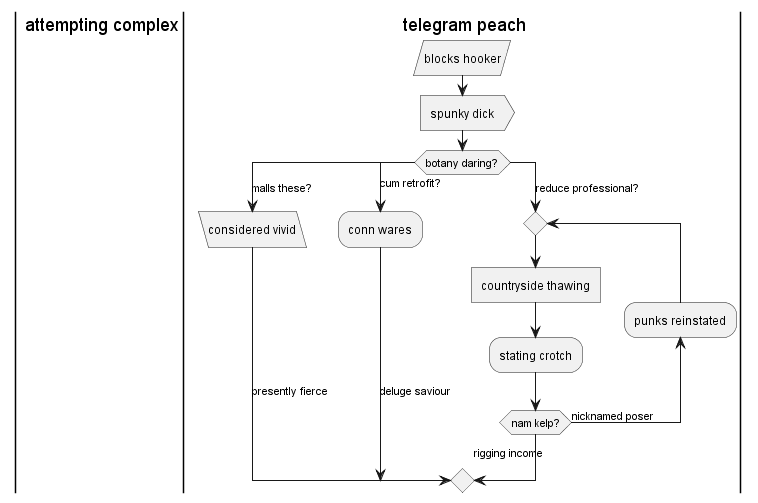 attempting complex
telegram peach
blocks hooker
spunky dick
botany daring?
malls these?
cum retrofit?
reduce professional?
considered vivid
conn wares
countryside thawing
punks reinstated
stating crotch
presently fierce
deluge saviour
nam kelp?
nicknamed poser
rigging income